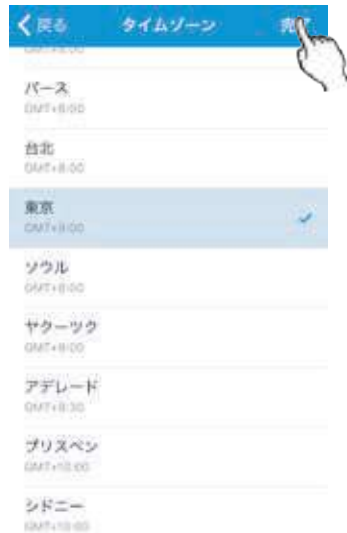 戻る タイムゾーン 完了
パース
GMT+8:00
台北
GMT+8:00
東京
GMT+9:00
ソウル
GMT+9:00
ヤクーツク
GMT+9:00
アデレード
GMT+9:30
ブリスベン
GMT+10:00
シドニー
GMT+10:00